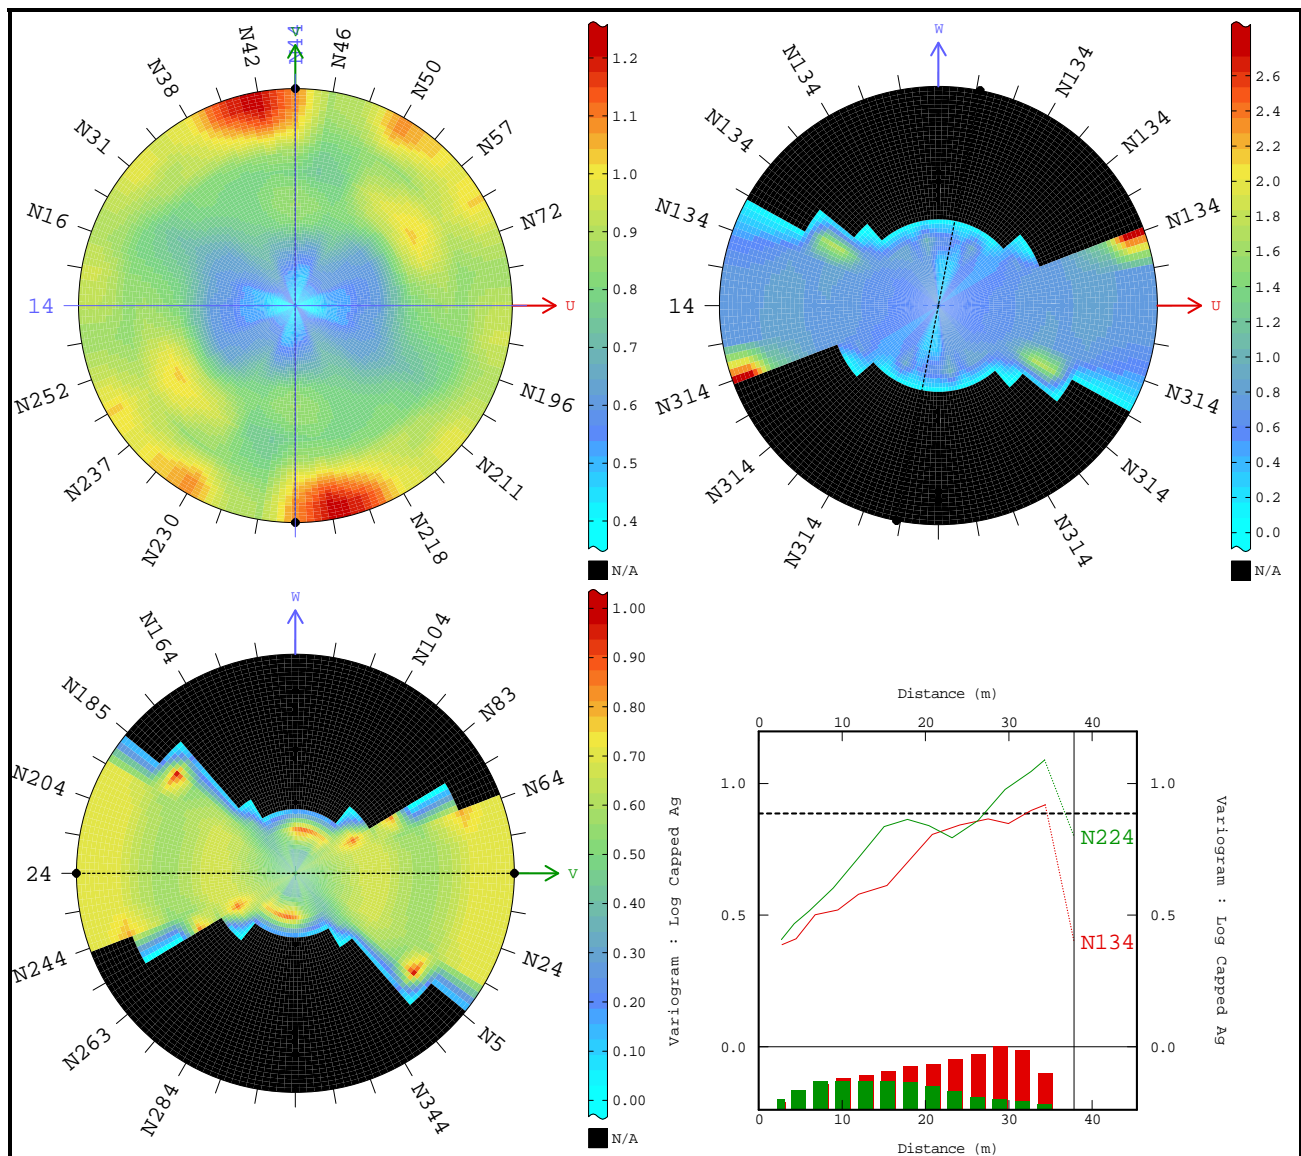 N42
N44
N46
N38
N50
N31
N57
N16
N72
14
U
N252
N196
N237
N211
N230
N218
1.2
1.1
1.0
0.9
0.8
0.7
0.6
0.5
0.4
N/A
W
N134
N134
N134
N134
N134
N134
14
U
N314
N314
N314
N314
N314
N314
2.6
2.4
2.2
2.0
1.8
1.6
1.4
1.2
1.0
0.8
0.6
0.4
0.2
0.0
N/A
W
N164
N104
N185
N83
N204
N64
24
V
N244
N24
N263
N5
N284
N344
1.00
0.90
0.80
0.70
0.60
0.50
0.40
0.30
0.20
0.10
0.00
N/A
Distance (m)
0 10 20 30 40
1.0
0.5
0.0
Variogram : Log Capped Ag
N224
N134
1.0
0.5
0.0
Variogram : Log Capped Ag
0 10 20 30 40
Distance (m)